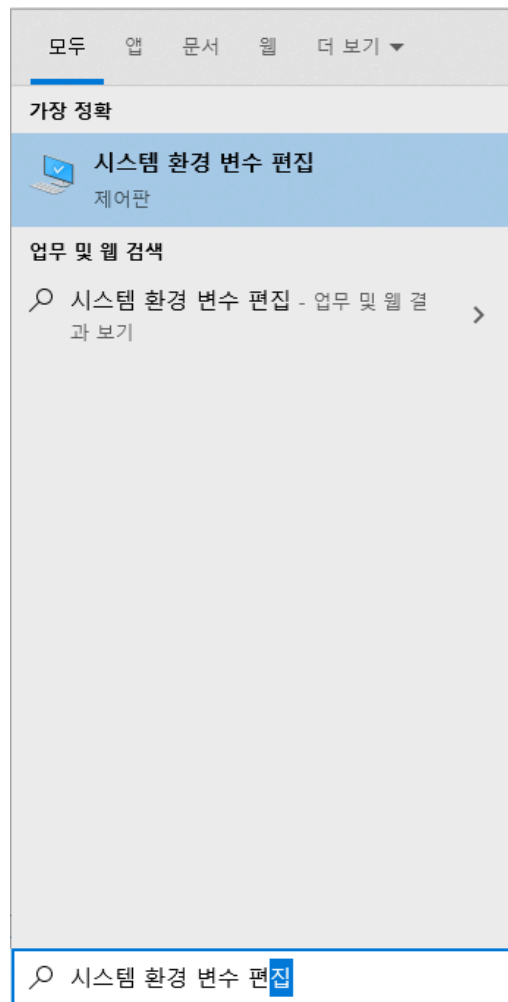 모두 앱 문서 웹 더 보기
가장 정확
시스템 환경 변수 편집
제어판
업무 및 웹 검색
시스템 환경 변수 편집 - 업무 및 웹 결
과 보기
시스템 환경 변수 편집